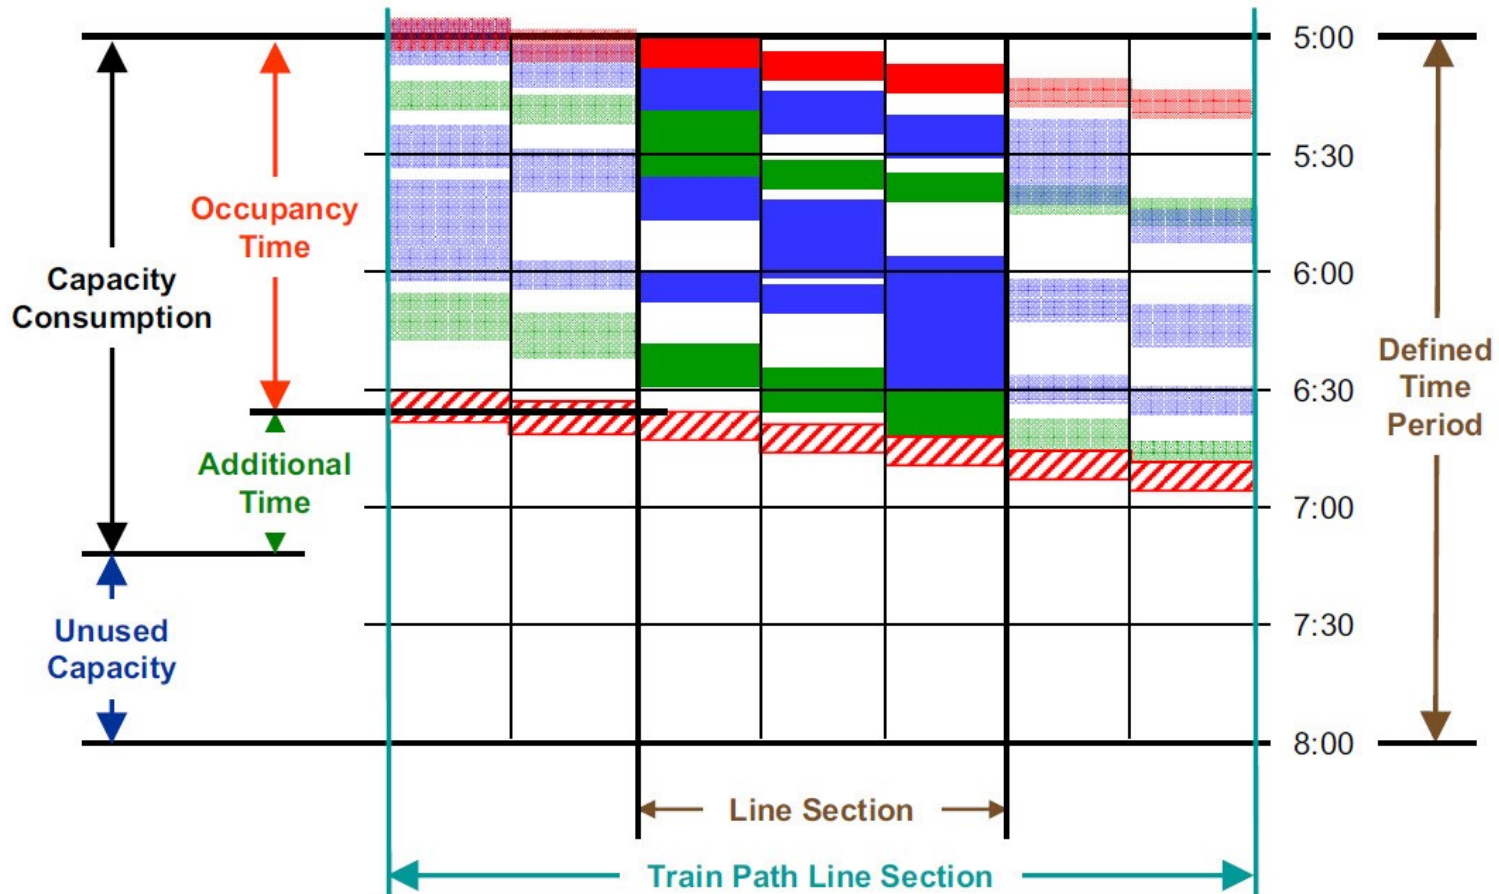 5:00
5:30
Occupancy
Time
6:00
Capacity
Consumption
Defined
Time
Period
6:30
Additional
Time
7:00
7:30
Unused
Capacity
8:00
Line Section
Train Path Line Section